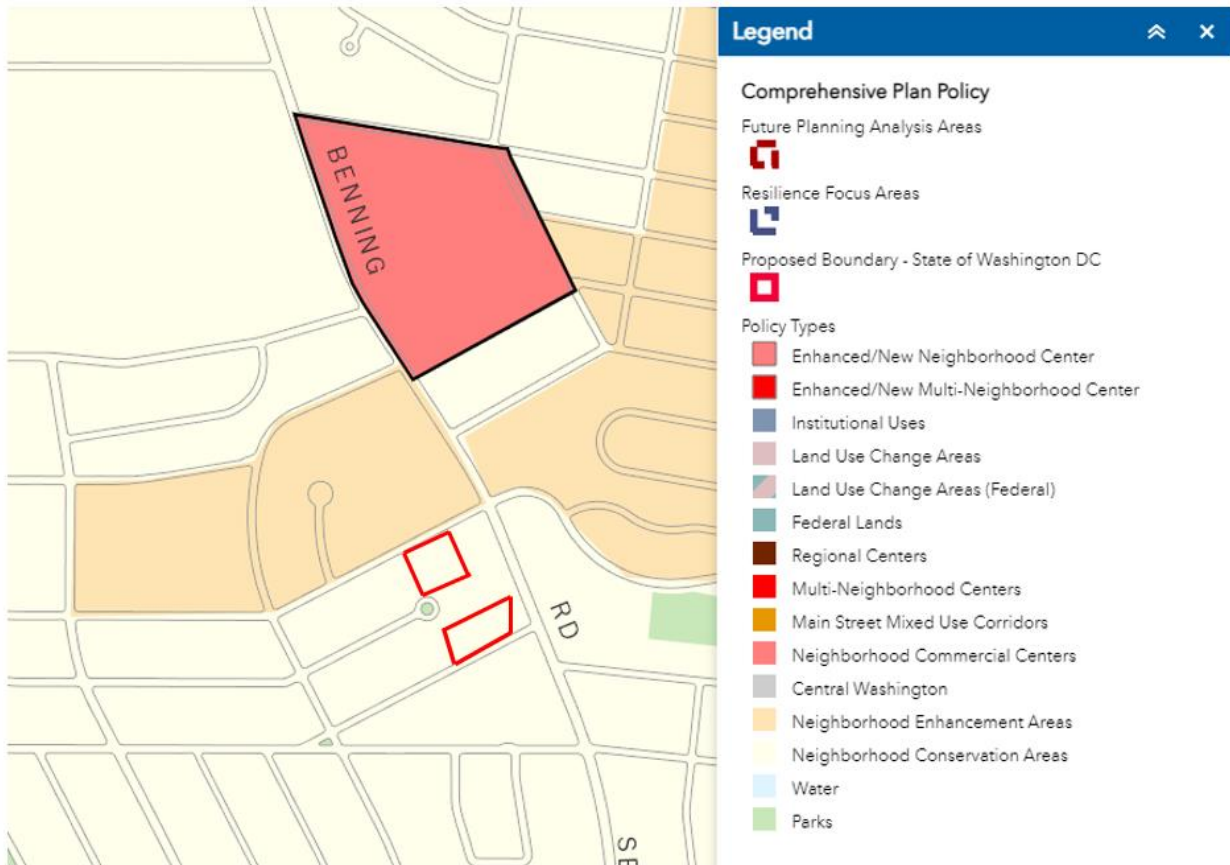 BENNING
RD
SE
Legend
Comprehensive Plan Policy
Future Planning Analysis Areas
Resilience Focus Areas
Proposed Boundary - State of Washington DC
Policy Types
Enhanced/New Neighborhood Center
Enhanced/New Multi-Neighborhood Center
Institutional Uses
Land Use Change Areas
Land Use Change Areas (Federal)
Federal Lands
Regional Centers
Multi-Neighborhood Centers
Main Street Mixed Use Corridors
Neighborhood Commercial Centers
Central Washington
Neighborhood Enhancement Areas
Neighborhood Conservation Areas
Water
Parks